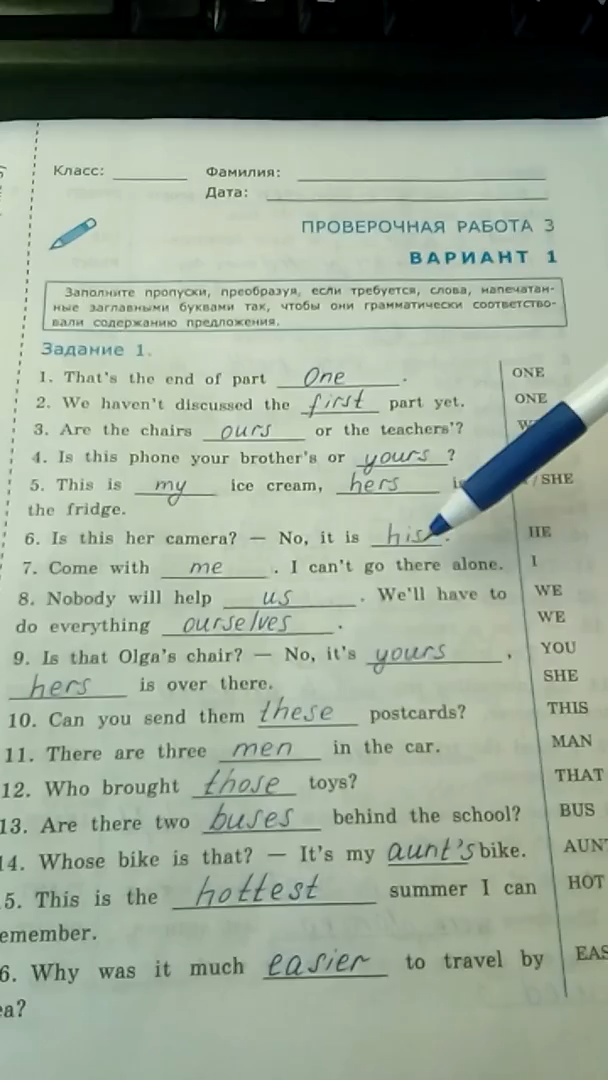 Класс: Фамилия:
Дата:
ПРОВЕРОЧНАЯ РАБОТА 3
ВАРИАНТ 1
Заполните пропуски, преобразуя, если требуется, слова, напечатан-
ные заглавными буквами так, чтобы они грамматически соответство-
вали содержанию предложения.
Задание 1.
1. That's the end of part One. ONE
2. We haven't discussed the first part yet. ONE
3. Are the chairs ours or the teachers'?
4. Is this phone your brother's or yours?
5. This is my ice cream, hers /SHE
the fridge.
6. Is this her camera? — No, it is his. HE
7. Come with me. I can't go there alone. I
8. Nobody will help us. We'll have to WE
do everything ourselves. WE
9. Is that Olga's chair? — No, it's yours, YOU
hers is over there. SHE
10. Can you send them these postcards? THIS
11. There are three men in the car. MAN
12. Who brought those toys? THAT
13. Are there two buses behind the school? BUS
14. Whose bike is that? — It's my aunt's bike. AUN
5. This is the hottest summer I can HOT
emember.
6. Why was it much easier to travel by EAS
ea?